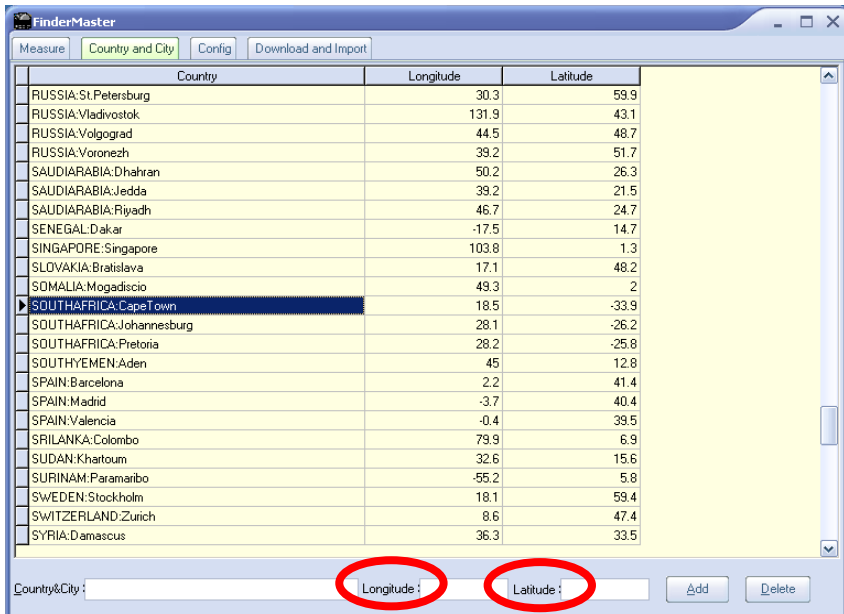 FinderMaster
Measure Country and City Config Download and Import
Country Longitude Latitude
RUSSIA:St.Petersburg 30.3 59.9
RUSSIA:Vladivostok 131.9 43.1
RUSSIA:Volgograd 44.5 48.7
RUSSIA:Voronezh 39.2 51.7
SAUDIARABIA:Dhahran 50.2 26.3
SAUDIARABIA:Jedda 39.2 21.5
SAUDIARABIA:Riyadh 46.7 24.7
SENEGAL:Dakar -17.5 14.7
SINGAPORE:Singapore 103.8 1.3
SLOVAKIA:Bratislava 17.1 48.2
SOMALIA:Mogadiscio 49.3 2
SOUTHAFRICA:CapeTown 18.5 -33.9
SOUTHAFRICA:Johannesburg 28.1 -26.2
SOUTHAFRICA:Pretoria 28.2 -25.8
SOUTHYEMEN:Aden 45 12.8
SPAIN:Barcelona 2.2 41.4
SPAIN:Madrid -3.7 40.4
SPAIN:Valencia -0.4 39.5
SRILANKA:Colombo 79.9 6.9
SUDAN:Khartoum 32.6 15.6
SURINAM:Paramaribo -55.2 5.8
SWEDEN:Stockholm 18.1 59.4
SWITZERLAND:Zurich 8.6 47.4
SYRIA:Damascus 36.3 33.5
Country&City : Longitude : Latitude : Add Delete